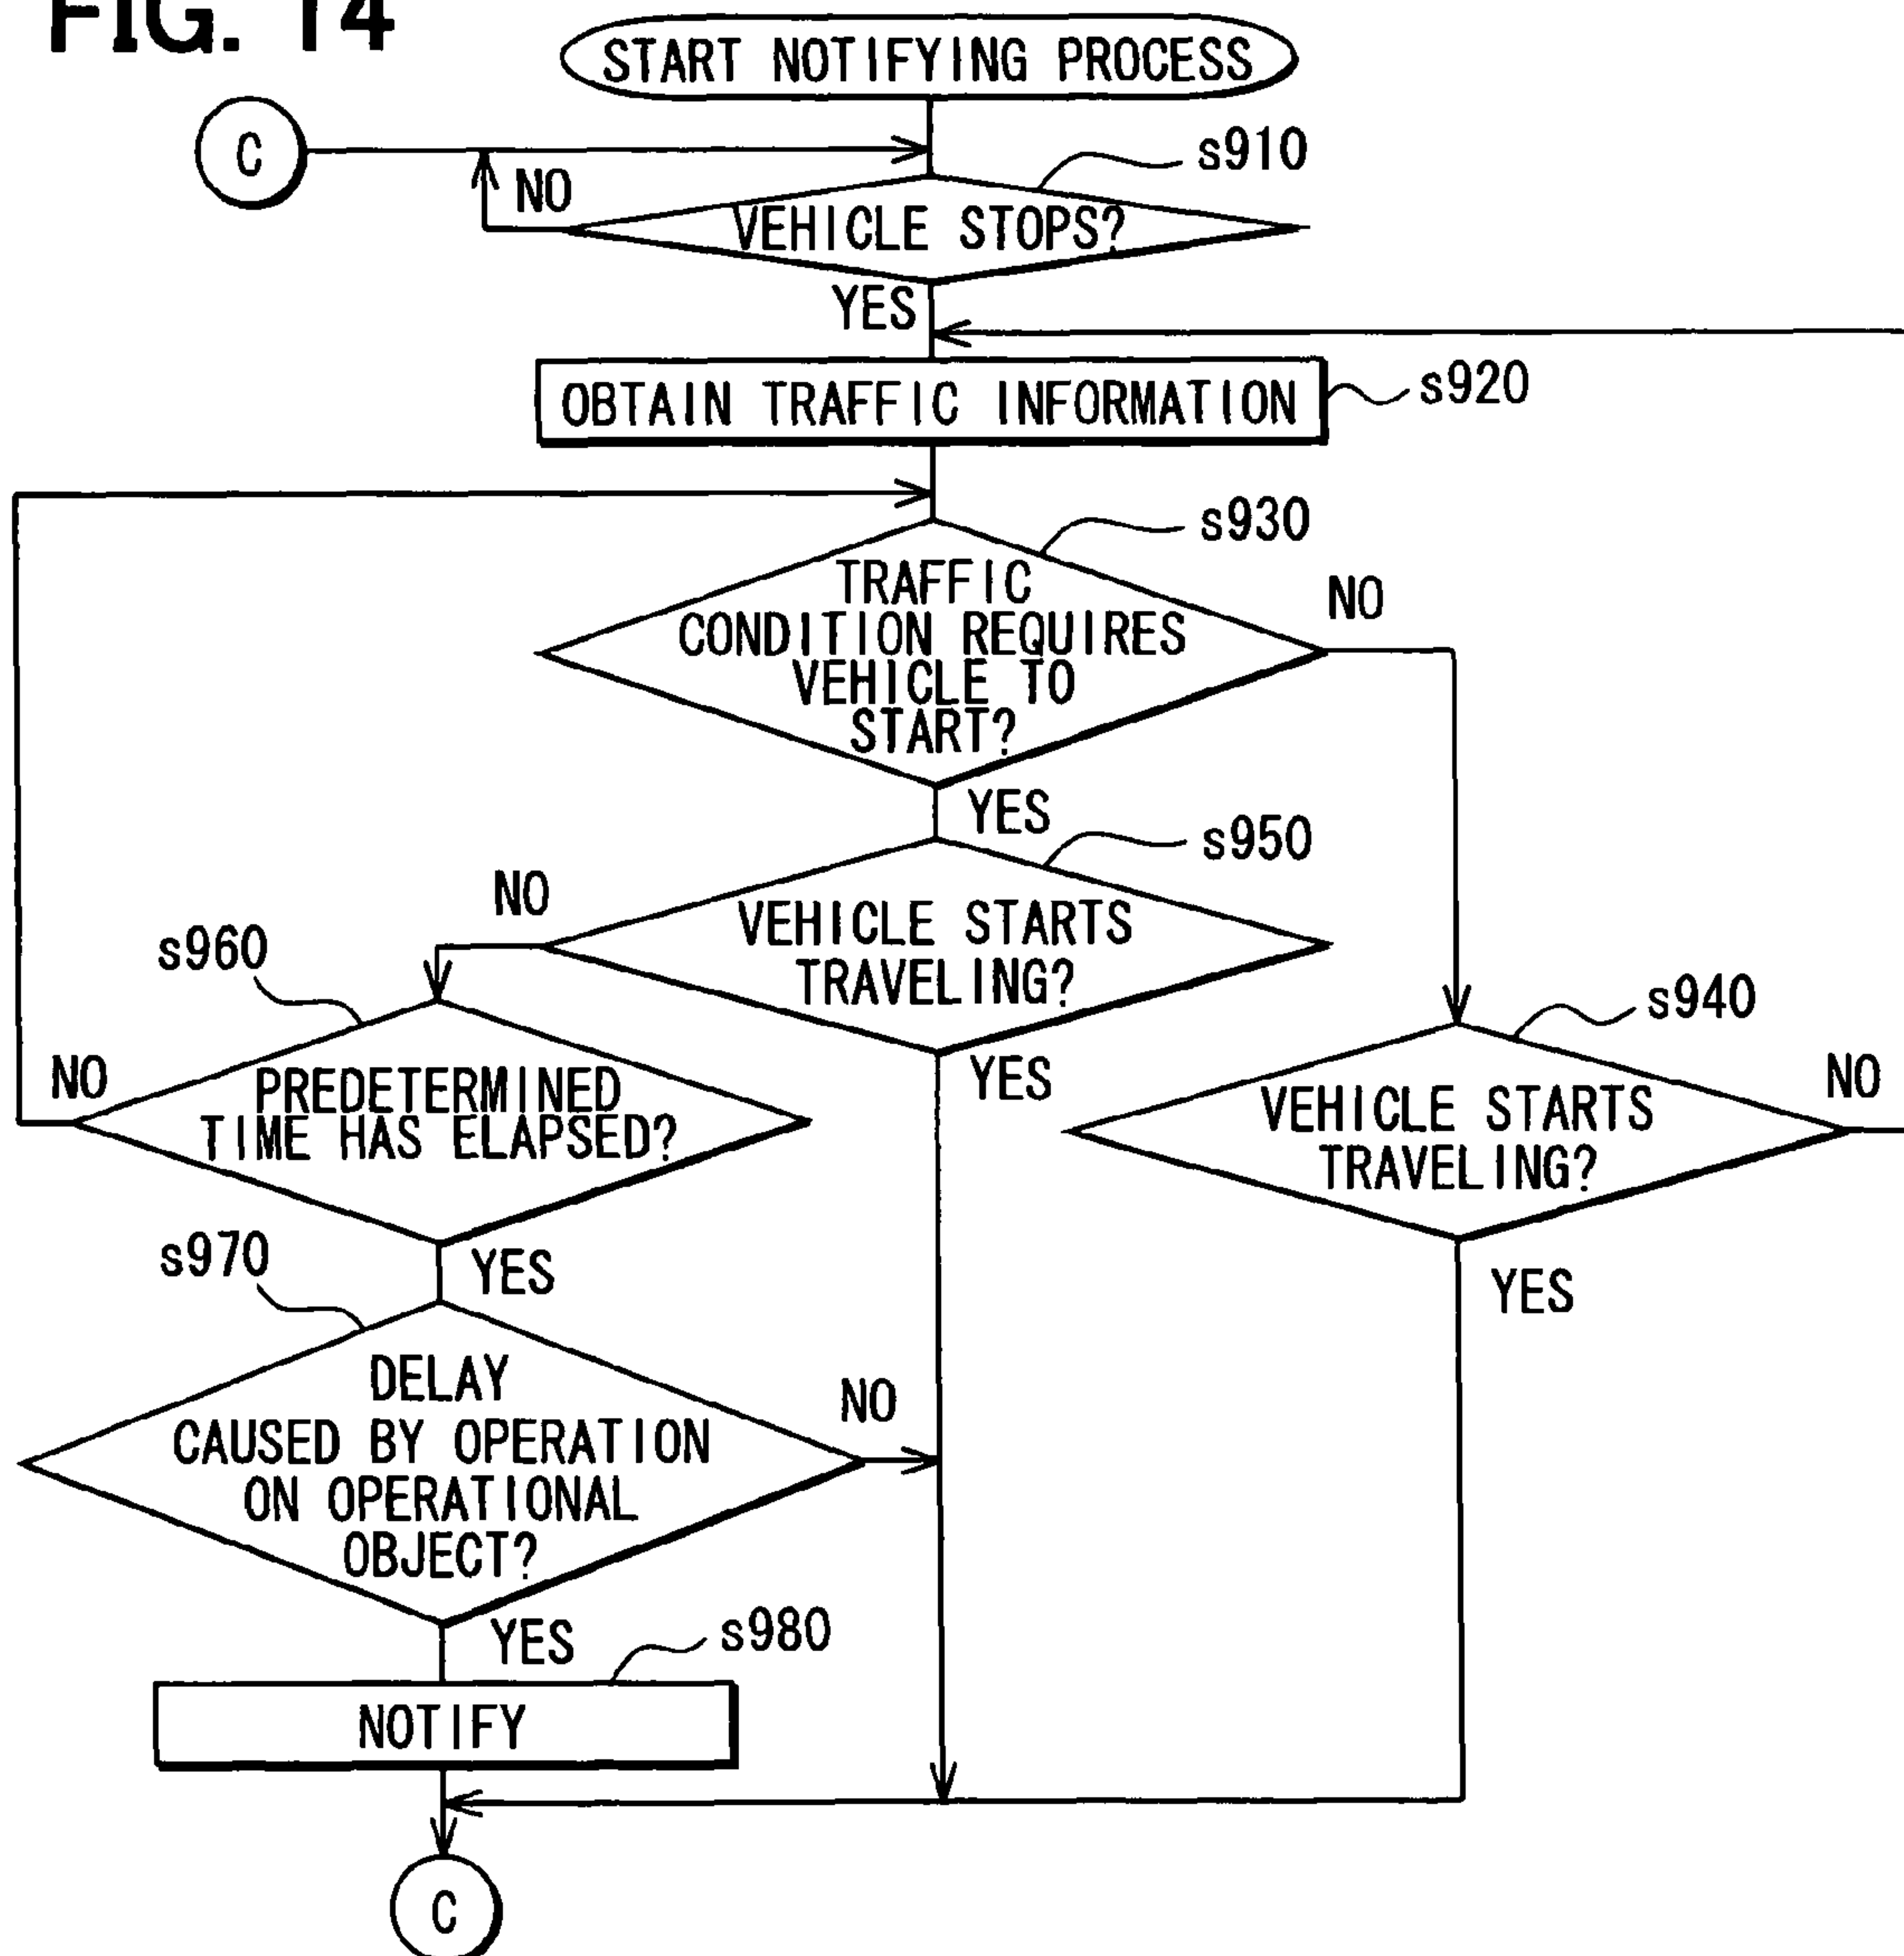 FIG. 14
START NOTIFYING PROCESS
C
s910
NO
VEHICLE STOPS?
YES
OBTAIN TRAFFIC INFORMATION
s920
s930
TRAFFIC
CONDITION REQUIRES
VEHICLE TO
START?
NO
YES
s950
NO
VEHICLE STARTS
TRAVELING?
s960
s940
NO
PREDETERMINED
TIME HAS ELAPSED?
YES
VEHICLE STARTS
TRAVELING?
NO
s970
YES
YES
DELAY
CAUSED BY OPERATION
ON OPERATIONAL
OBJECT?
NO
YES
s980
NOTIFY
C